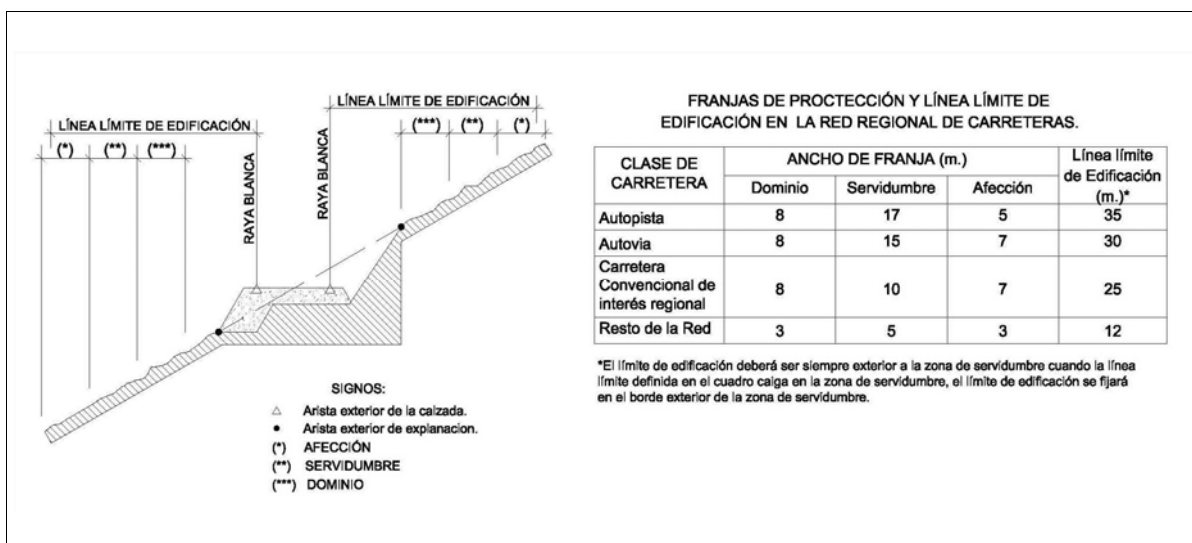 LÍNEA LÍMITE DE EDIFICACIÓN
LÍNEA LÍMITE DE EDIFICACIÓN
(***) (**) (*)
(*) (**) (***)
RAYA BLANCA
RAYA BLANCA
SIGNOS:
Arista exterior de la calzada.
Arista exterior de explanacion.
(*) AFECCIÓN
(**) SERVIDUMBRE
(***) DOMINIO
FRANJAS DE PROCTECCIÓN Y LÍNEA LÍMITE DE
EDIFICACIÓN EN LA RED REGIONAL DE CARRETERAS.
CLASE DE
CARRETERA
ANCHO DE FRANJA (m.)
Línea límite
de Edificación
(m.)*
Dominio Servidumbre Afección
Autopista 8 17 5 35
Autovia 8 15 7 30
Carretera
Convencional de
interés regional
8 10 7 25
Resto de la Red 3 5 3 12
*El límite de edificación deberá ser siempre exterior a la zona de servidumbre cuando la línea
límite definida en el cuadro caiga en la zona de servidumbre, el límite de edificación se fijará
en el borde exterior de la zona de servidumbre.